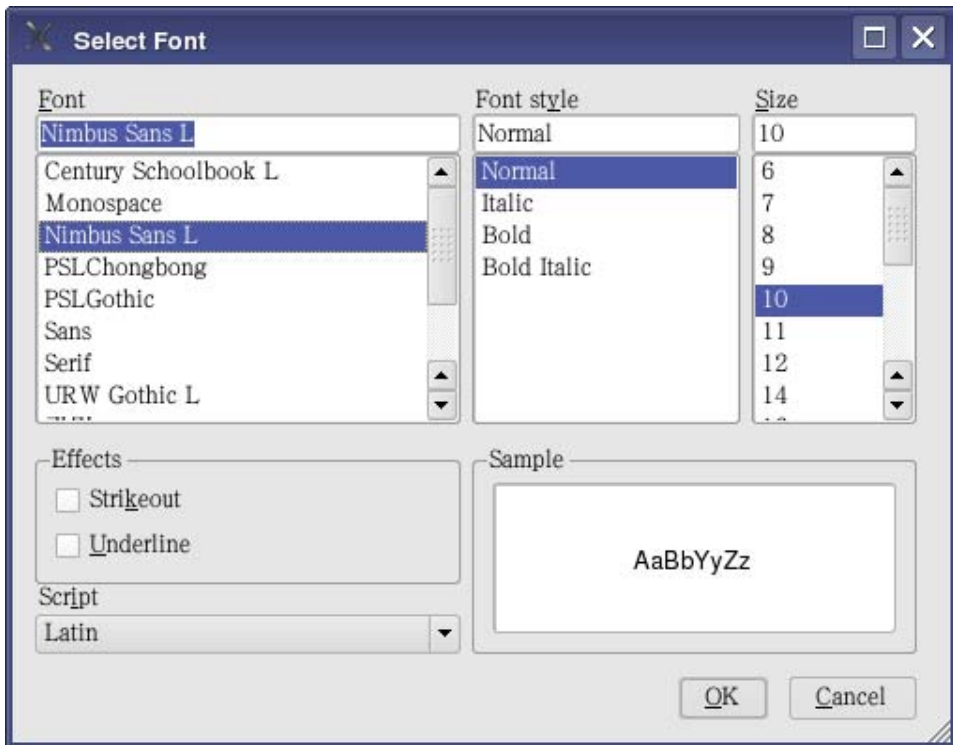 Select Font
Font
Nimbus Sans L
Century Schoolbook L
Monospace
Nimbus Sans L
PSLChongbong
PSLGothic
Sans
Serif
URW Gothic L
Font style
Normal
Normal
Italic
Bold
Bold Italic
Size
10
6
7
8
9
10
11
12
14
Effects
Strikeout
Underline
Script
Latin
Sample
AaBbYyZz
OK
Cancel